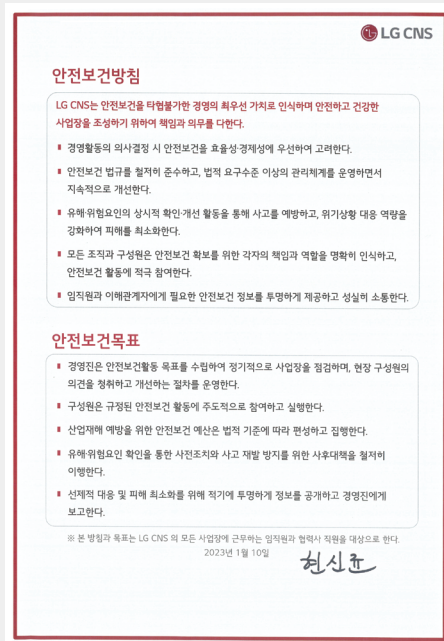 LG CNS
안전보건방침
LG CNS는 안전보건을 타협불가한 경영의 최우선 가치로 인식하며 안전하고 건강한
사업장을 조성하기 위하여 책임과 의무를 다한다.
경영활동의 의사결정 시 안전보건을 효율성·경제성에 우선하여 고려한다.
안전보건 법규를 철저히 준수하고, 법적 요구수준 이상의 관리체계를 운영하면서
지속적으로 개선한다.
유해·위험요인의 상시적 확인·개선 활동을 통해 사고를 예방하고, 위기상황 대응 역량을
강화하여 피해를 최소화한다.
모든 조직과 구성원은 안전보건 확보를 위한 각자의 책임과 역할을 명확히 인식하고,
안전보건 활동에 적극 참여한다.
임직원과 이해관계자에게 필요한 안전보건 정보를 투명하게 제공하고 성실히 소통한다.
안전보건목표
경영진은 안전보건활동 목표를 수립하여 정기적으로 사업장을 점검하며, 현장 구성원의
의견을 청취하고 개선하는 절차를 운영한다.
구성원은 규정된 안전보건 활동에 주도적으로 참여하고 실행한다.
산업재해 예방을 위한 안전보건 예산은 법적 기준에 따라 편성하고 집행한다.
유해·위험요인 확인을 통한 사전조치와 사고 재발 방지를 위한 사후대책을 철저히
이행한다.
선제적 대응 및 피해 최소화를 위해 적기에 투명하게 정보를 공개하고 경영진에게
보고한다.
※ 본 방침과 목표는 LG CNS 의 모든 사업장에 근무하는 임직원과 협력사 직원을 대상으로 한다.
2023년 1월 10일
현신균